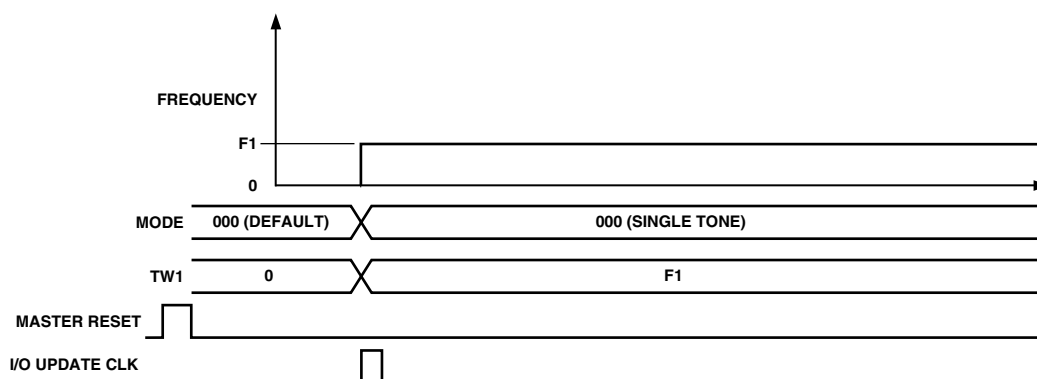 FREQUENCY
F1
0
MODE 000 (DEFAULT) 000 (SINGLE TONE)
TW1 0 F1
MASTER RESET
I/O UPDATE CLK